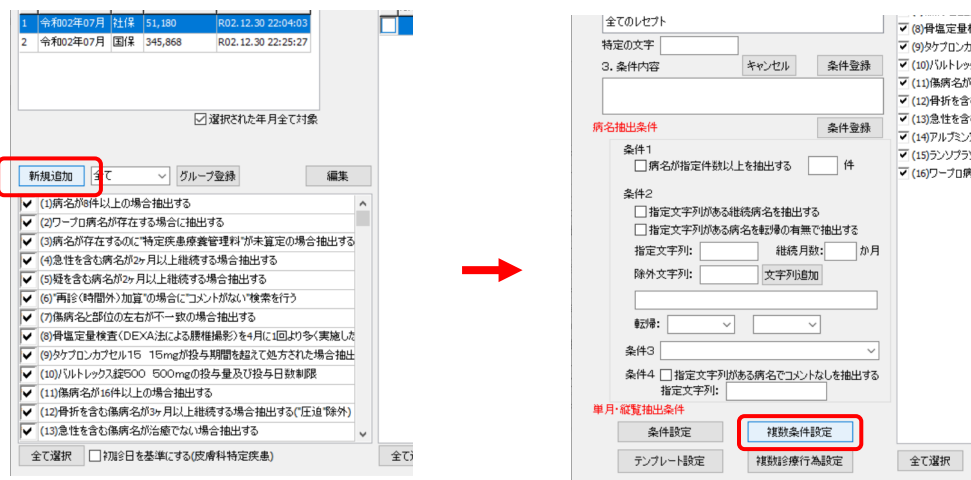 1 令和02年07月 社保 51,180 R02.12.30 22:04:03
2 令和02年07月 国保 345,868 R02.12.30 22:25:27
選択された年月全て対象
新規追加 全て グループ登録 編集
(1)病名が8件以上の場合抽出する
(2)ワープロ病名が存在する場合に抽出する
(3)病名が存在するのに"特定疾患療養管理料"が未算定の場合抽出する
(4)急性を含む病名が2ヶ月以上継続する場合抽出する
(5)疑を含む病名が2ヶ月以上継続する場合抽出する
(6)"再診(時間外)加算"の場合に"コメントがない"検索を行う
(7)傷病名と部位の左右が不一致の場合抽出する
(8)骨塩定量検査(DEXA法による腰椎撮影)を4月に1回より多く実施した
(9)タケプロンカプセル15 15mgが投与期間を超えて処方された場合抽出
(10)バルトレックス錠500 500mgの投与量及び投与日数制限
(11)傷病名が16件以上の場合抽出する
(12)骨折を含む傷病名が3ヶ月以上継続する場合抽出する("圧迫"除外)
(13)急性を含む傷病名が治癒でない場合抽出する
全て選択 初診日を基準にする(皮膚科特定疾患)
全て
全てのレセプト
特定の文字
3. 条件内容 キャンセル 条件登録
病名抽出条件 条件登録
条件1
病名が指定件数以上を抽出する 件
条件2
指定文字列がある継続病名を抽出する
指定文字列がある病名を転帰の有無で抽出する
指定文字列: 継続月数: か月
除外文字列: 文字列追加
転帰:
条件3
条件4 指定文字列がある病名でコメントなしを抽出する
指定文字列:
単月・縦覧抽出条件
条件設定 複数条件設定
テンプレート設定 複数診療行為設定
(8)骨塩定量
(9)タケプロンカ
(10)バルトレッ
(11)傷病名が
(12)骨折を含
(13)急性を含
(14)アルブミン
(15)ランソプラ
(16)ワープロ病
全て選択